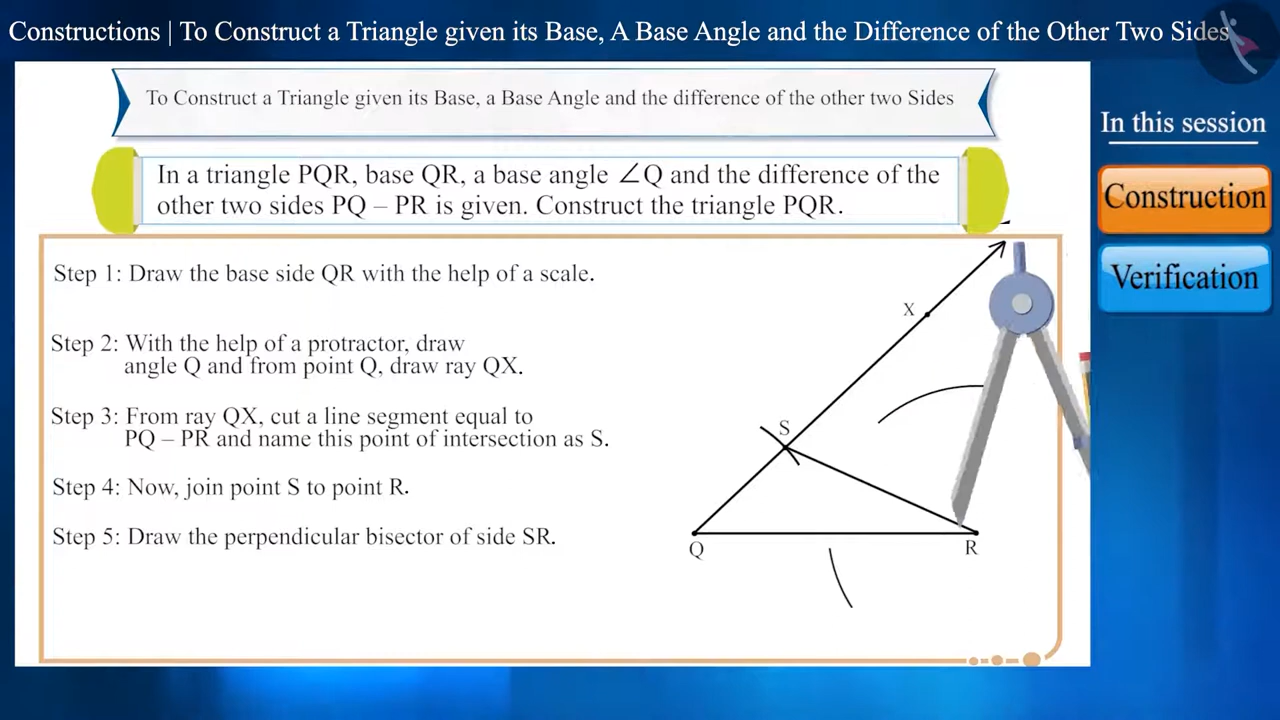 Constructions | To Construct a Triangle given its Base, A Base Angle and the Difference of the Other Two Sides
To Construct a Triangle given its Base, a Base Angle and the difference of the other two Sides
In a triangle PQR, base QR, a base angle ∠Q and the difference of the
other two sides PQ – PR is given. Construct the triangle PQR.
In this session
Construction
Verification
Step 1: Draw the base side QR with the help of a scale.
Step 2: With the help of a protractor, draw
angle Q and from point Q, draw ray QX.
Step 3: From ray QX, cut a line segment equal to
PQ – PR and name this point of intersection as S.
Step 4: Now, join point S to point R.
Step 5: Draw the perpendicular bisector of side SR.
X
S
Q
R